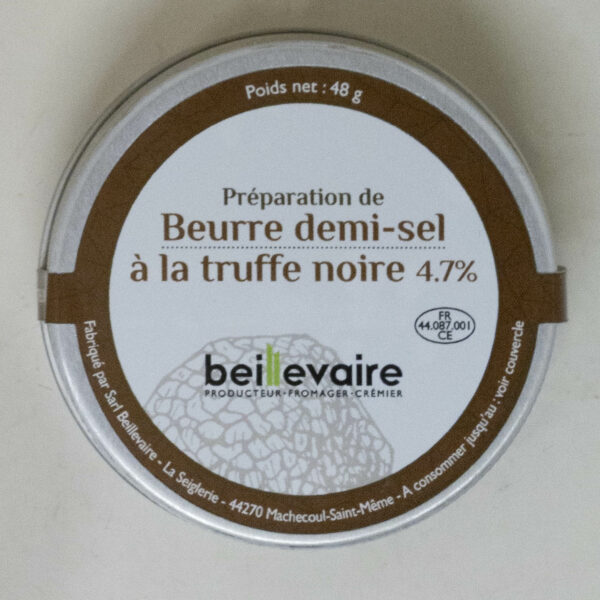 Poids net : 48 g
Préparation de
Beurre demi-sel
à la truffe noire 4.7%
FR
44.087.001
CE
beillevaire
PRODUCTEUR·FROMAGER·CRÉMIER
Fabriqué par Sarl Beillevaire - La Seiglerie - 44270 Machecoul-Saint-Même - A consommer jusqu'au : voir couvercle